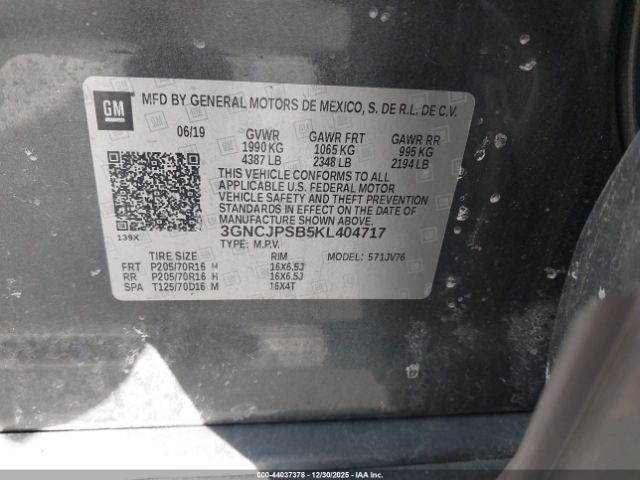 GM
MFD BY GENERAL MOTORS DE MEXICO, S. DE R.L. DE C.V.
06/19 GVWR GAWR FRT GAWR RR
1990 KG 1065 KG 995 KG
4387 LB 2348 LB 2194 LB
THIS VEHICLE CONFORMS TO ALL
APPLICABLE U.S. FEDERAL MOTOR
VEHICLE SAFETY AND THEFT PREVENTION
STANDARDS IN EFFECT ON THE DATE OF
MANUFACTURE SHOWN ABOVE.
3GNCJPSB5KL404717
139X
TYPE: M.P.V. MODEL: 571JV76
TIRE SIZE RIM
FRT P205/70R16 H 16X6.5J
RR P205/70R16 H 16X6.5J
SPA T125/70D16 M 16X4T
000-44037378 - 12/30/2025 - IAAI.COM